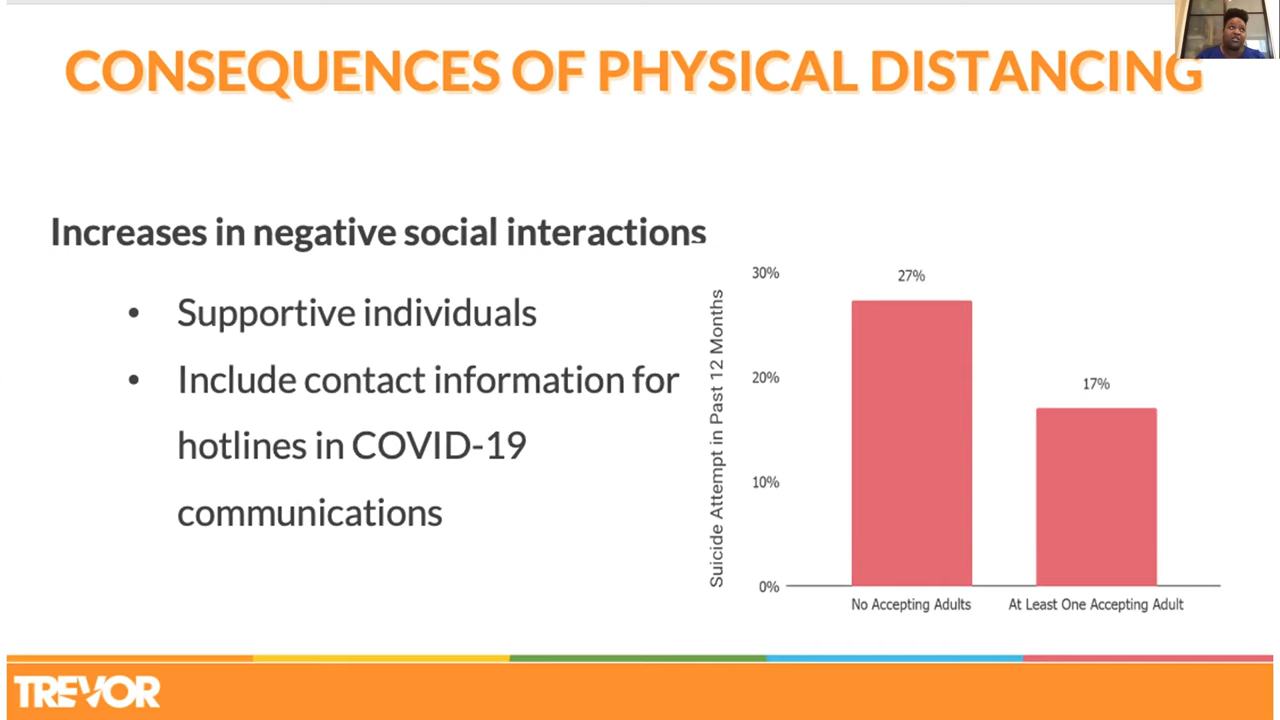 CONSEQUENCES OF PHYSICAL DISTANCING
Increases in negative social interactions
• Supportive individuals
• Include contact information for
hotlines in COVID-19
communications
Suicide Attempt in Past 12 Months
30%
20%
10%
0%
27%
17%
No Accepting Adults
At Least One Accepting Adult
TREVOR